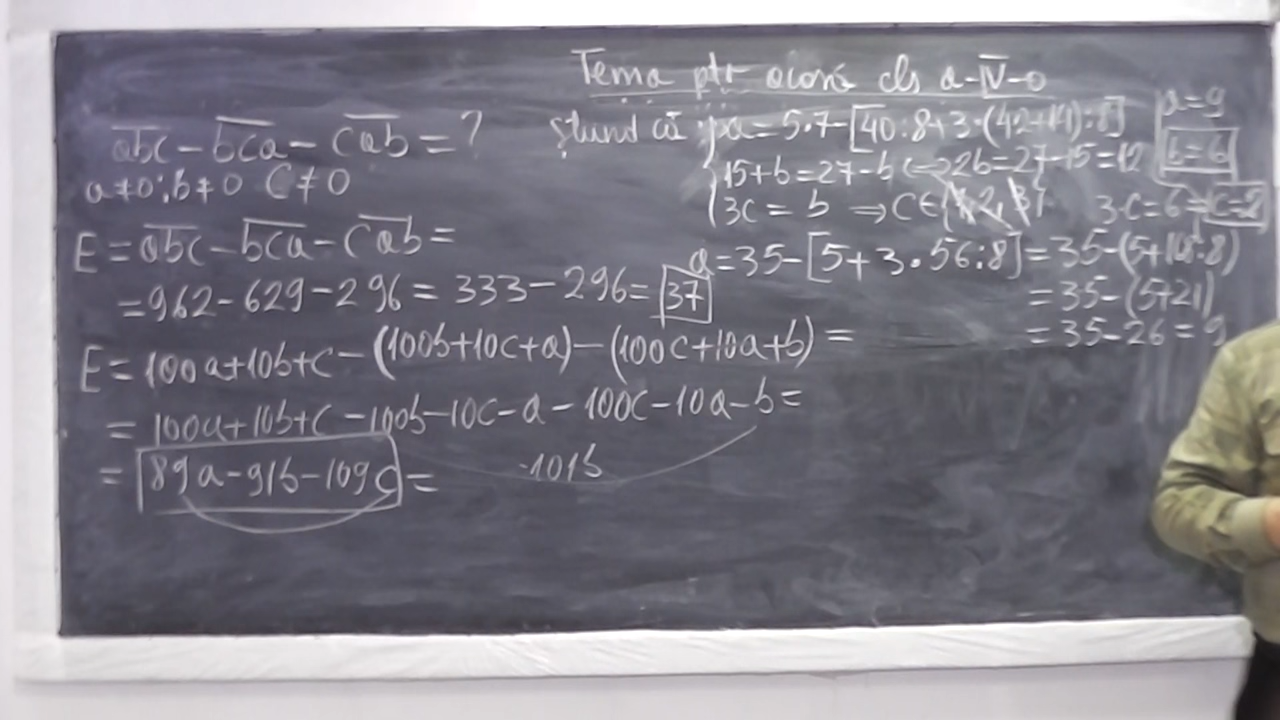 Tema ptr acasă cls a-IV-a
abc - bca - cab = ?
a≠0; b≠0 C≠0
E = abc - bca - cab =
= 962 - 629 - 296 = 333 - 296 = 37
E = 100a+10b+c - (100b+10c+a) - (100c+10a+b) =
= 100a+10b+c - 100b - 10c - a - 100c - 10a - b =
= 89a - 91b - 109c =
-101b
știind că a = 5·7 - [40:8+3·(42+14):8]
15+b = 27-b 2b = 27-15 = 12
3c = b ⇒ C∈{1, 2, 3} 3·c = 6 c=2
a = 35 - [5+3·56:8] = 35 - (5+168:8)
= 35 - (5+21)
= 35 - 26 = 9
a = 9
b = 6